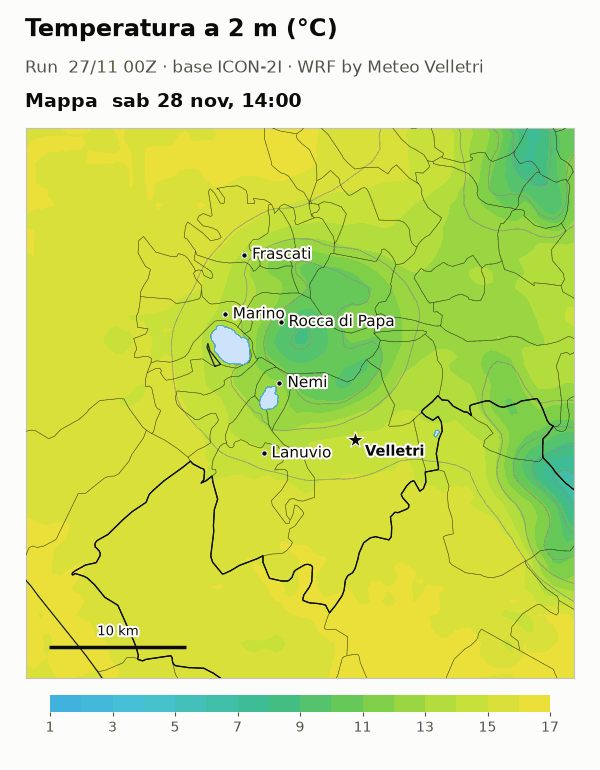 Temperatura a 2 m (°C)
Run  27/11 00Z · base ICON-2I · WRF by Meteo Velletri
Mappa  sab 28 nov, 14:00
Frascati
Marino
Rocca di Papa
Nemi
Velletri
Lanuvio
10 km
1 3 5 7 9 11 13 15 17